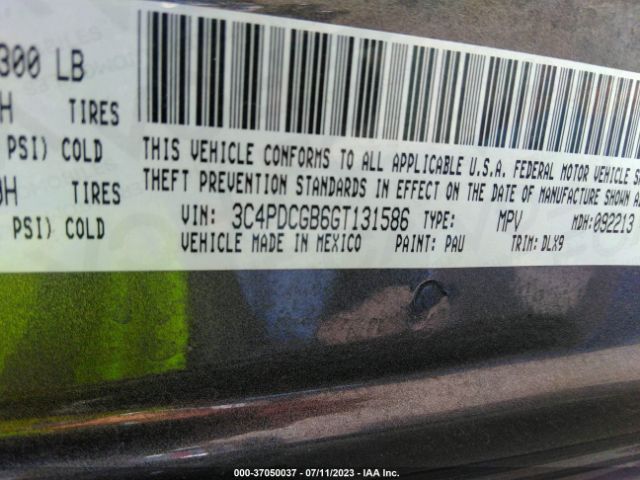 300 LB
H TIRES
PSI) COLD
0H TIRES
PSI) COLD
THIS VEHICLE CONFORMS TO ALL APPLICABLE U.S.A. FEDERAL MOTOR VEHICLE S
THEFT PREVENTION STANDARDS IN EFFECT ON THE DATE OF MANUFACTURE SHOWN A
VIN: 3C4PDCGB6GT131586 TYPE: MPV MDH: 092213
VEHICLE MADE IN MEXICO PAINT: PAU TRIM: DLX9
000-37050037 - 07/11/2023 - IAA Inc.